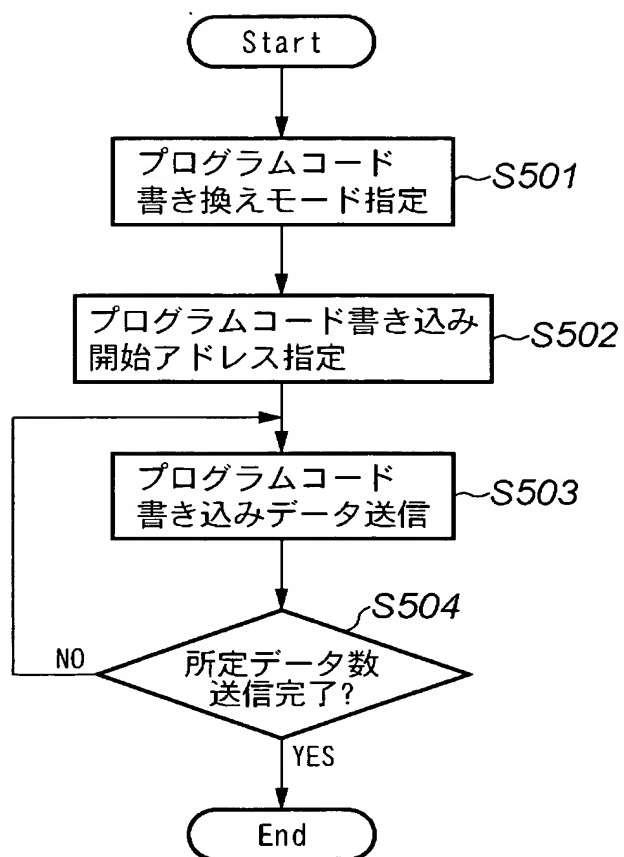 Start
プログラムコード
書き換えモード指定
S501
プログラムコード書き込み
開始アドレス指定
S502
プログラムコード
書き込みデータ送信
S503
S504
所定データ数
送信完了?
NO
YES
End